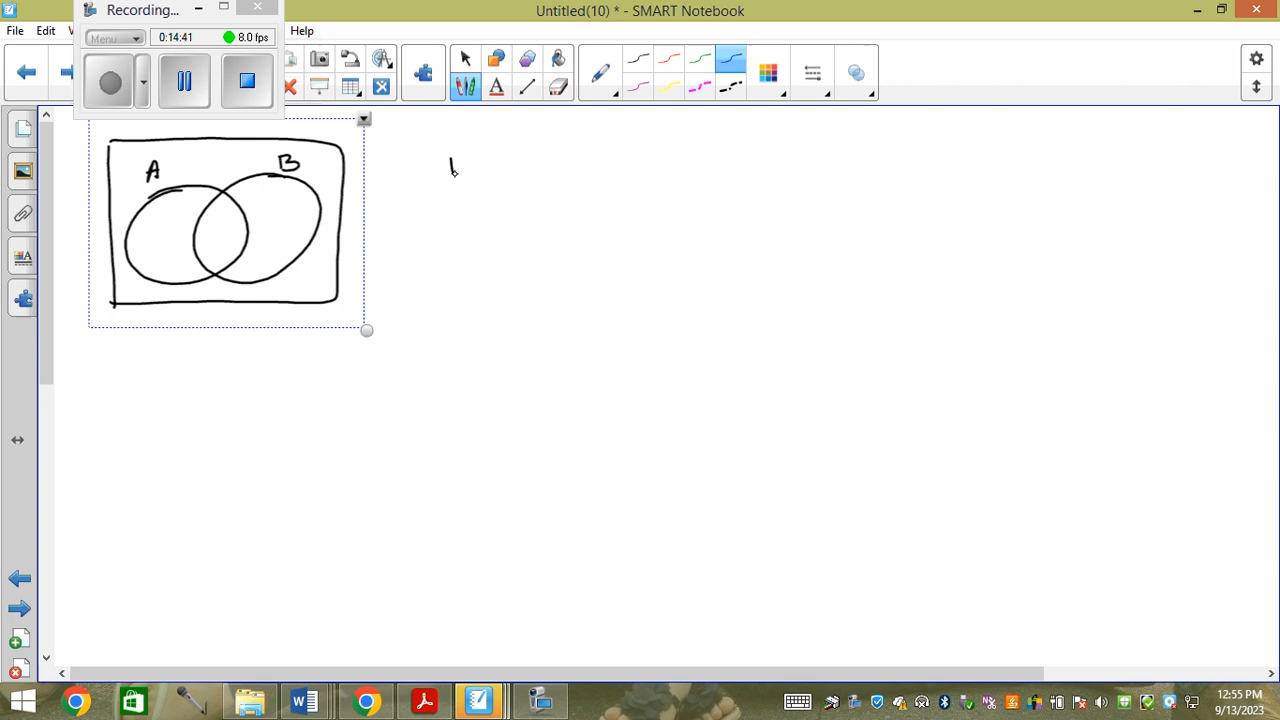 Recording...
Untitled(10) * - SMART Notebook
File Edit Help
Menu 0:14:41 8.0 fps
A B
12:55 PM
9/13/2023